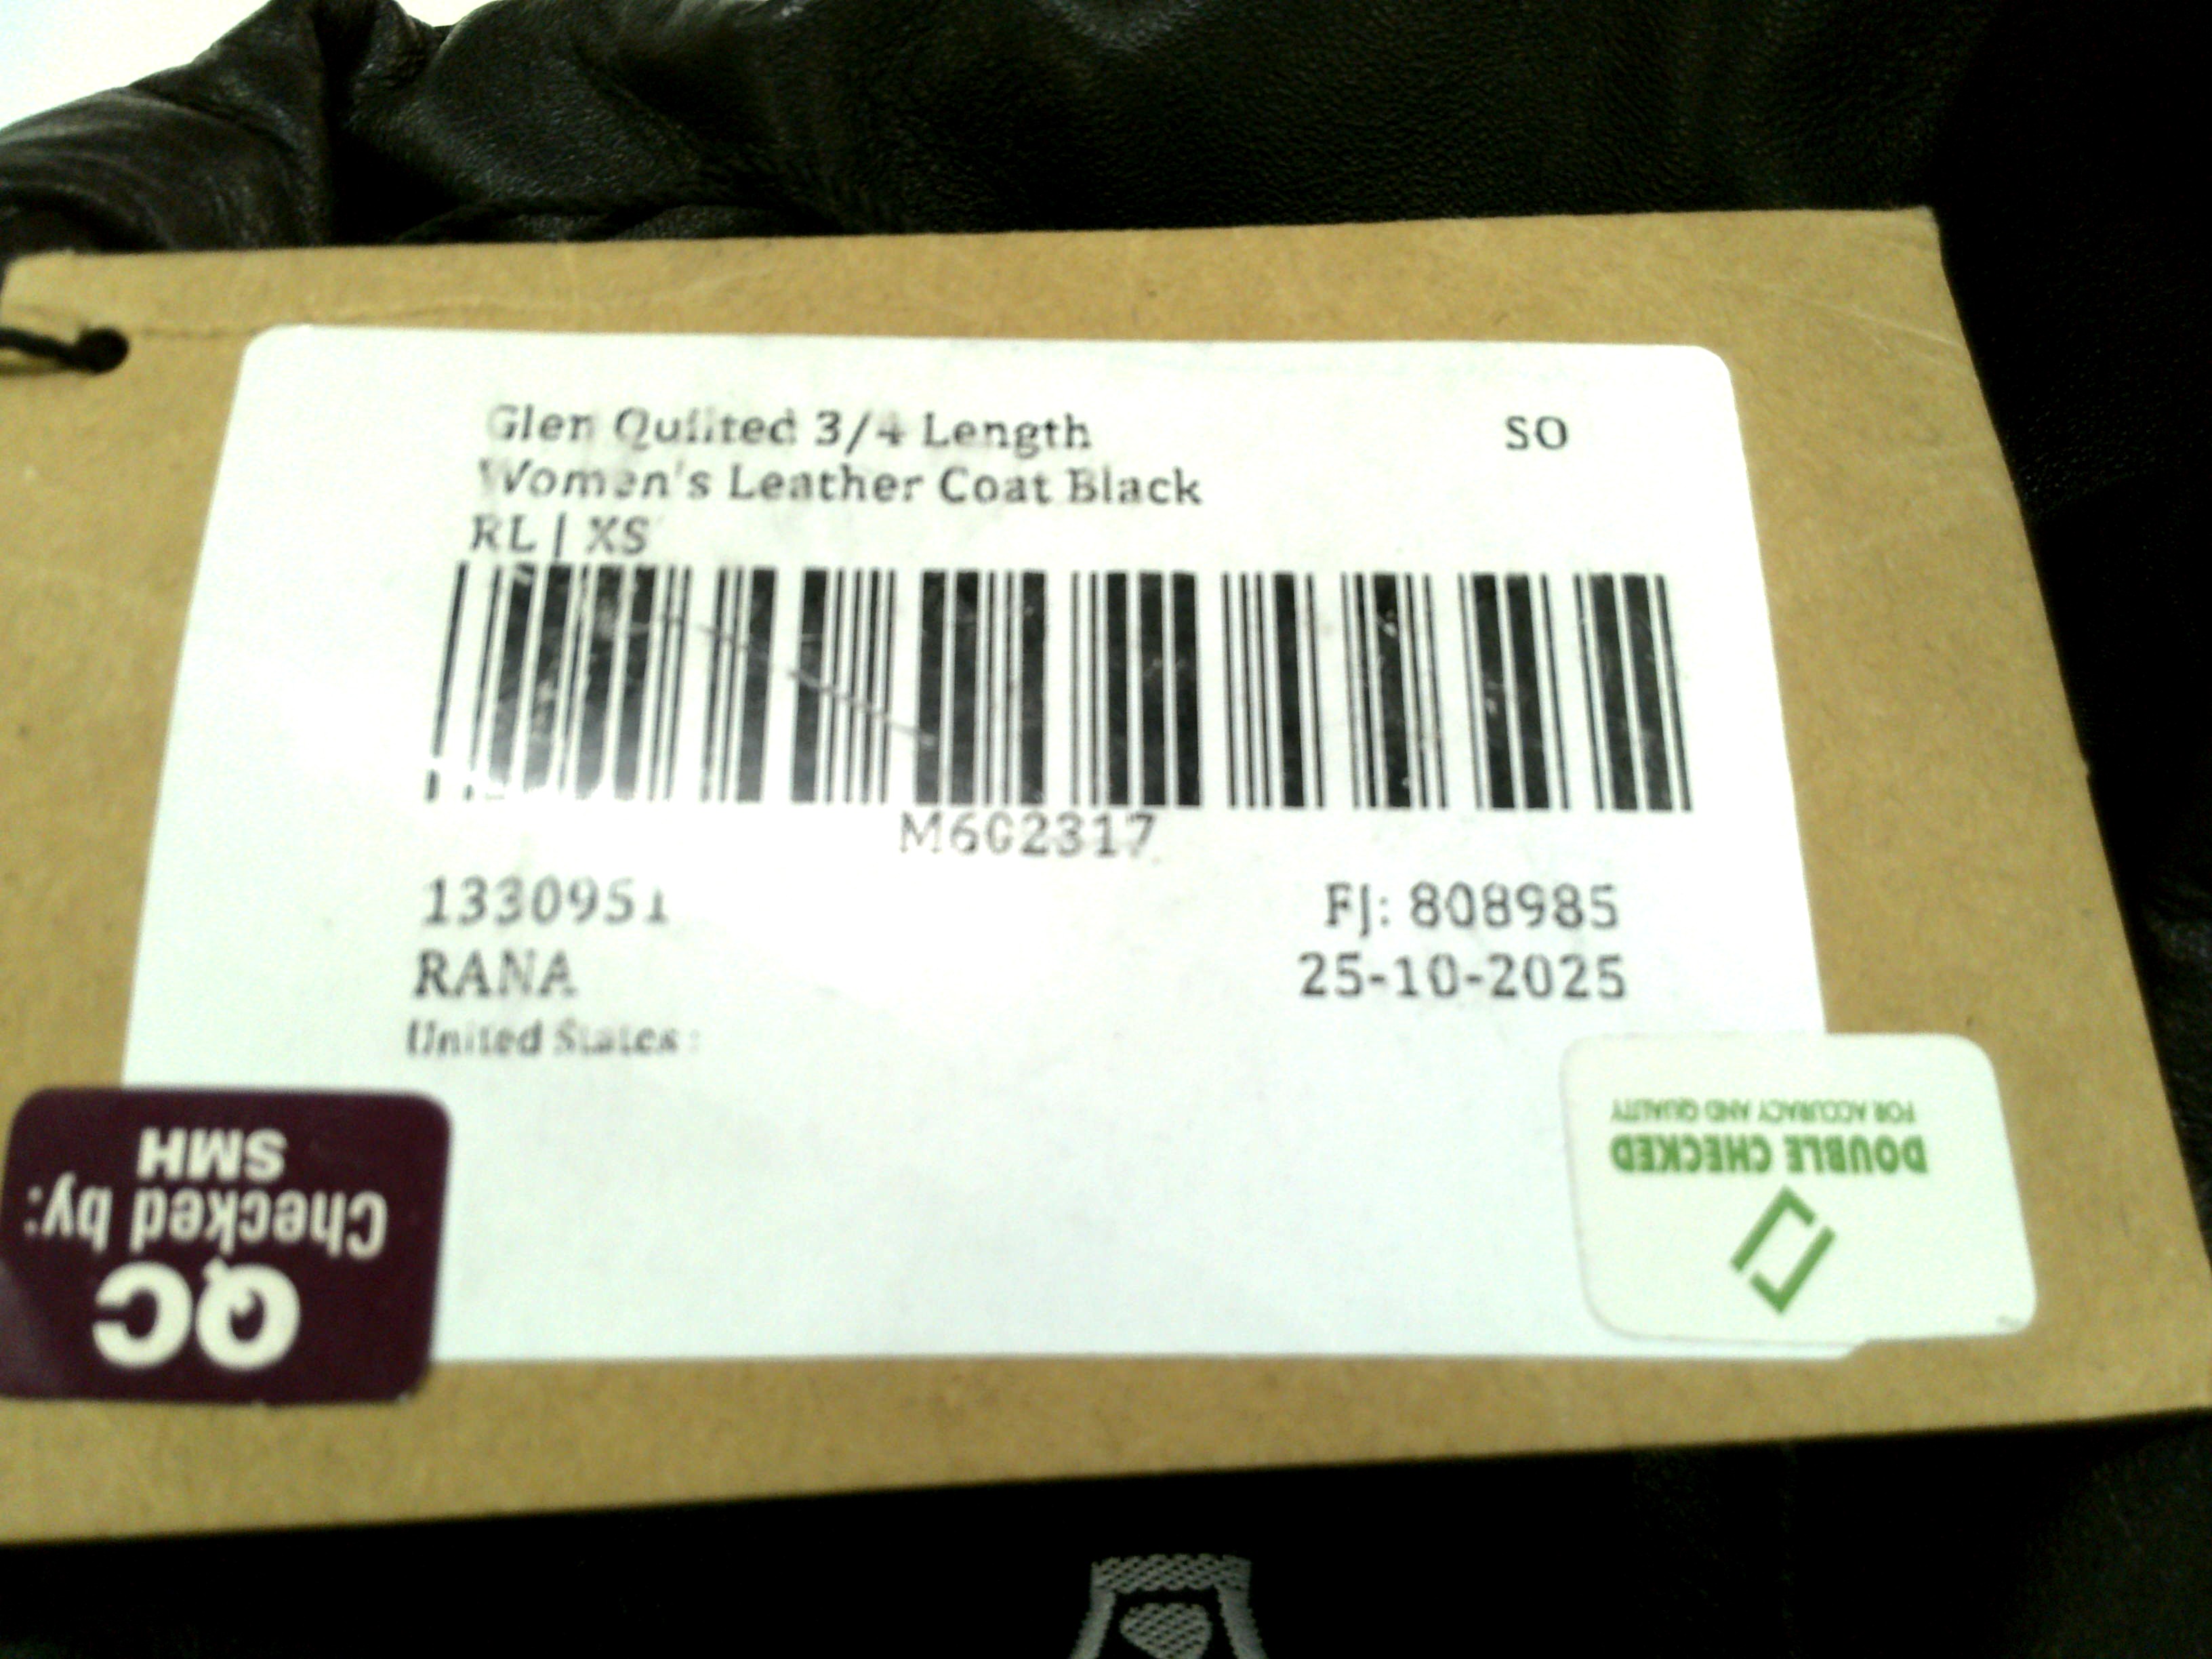 Glen Quilted 3/4 Length
SO
Women's Leather Coat Black
RL | XS
M6G2317
1330951
FJ: 808985
RANA
25-10-2025
United States :
QC
Checked by:
SMH
DOUBLE CHECKED
FOR ACCURACY AND QUALITY